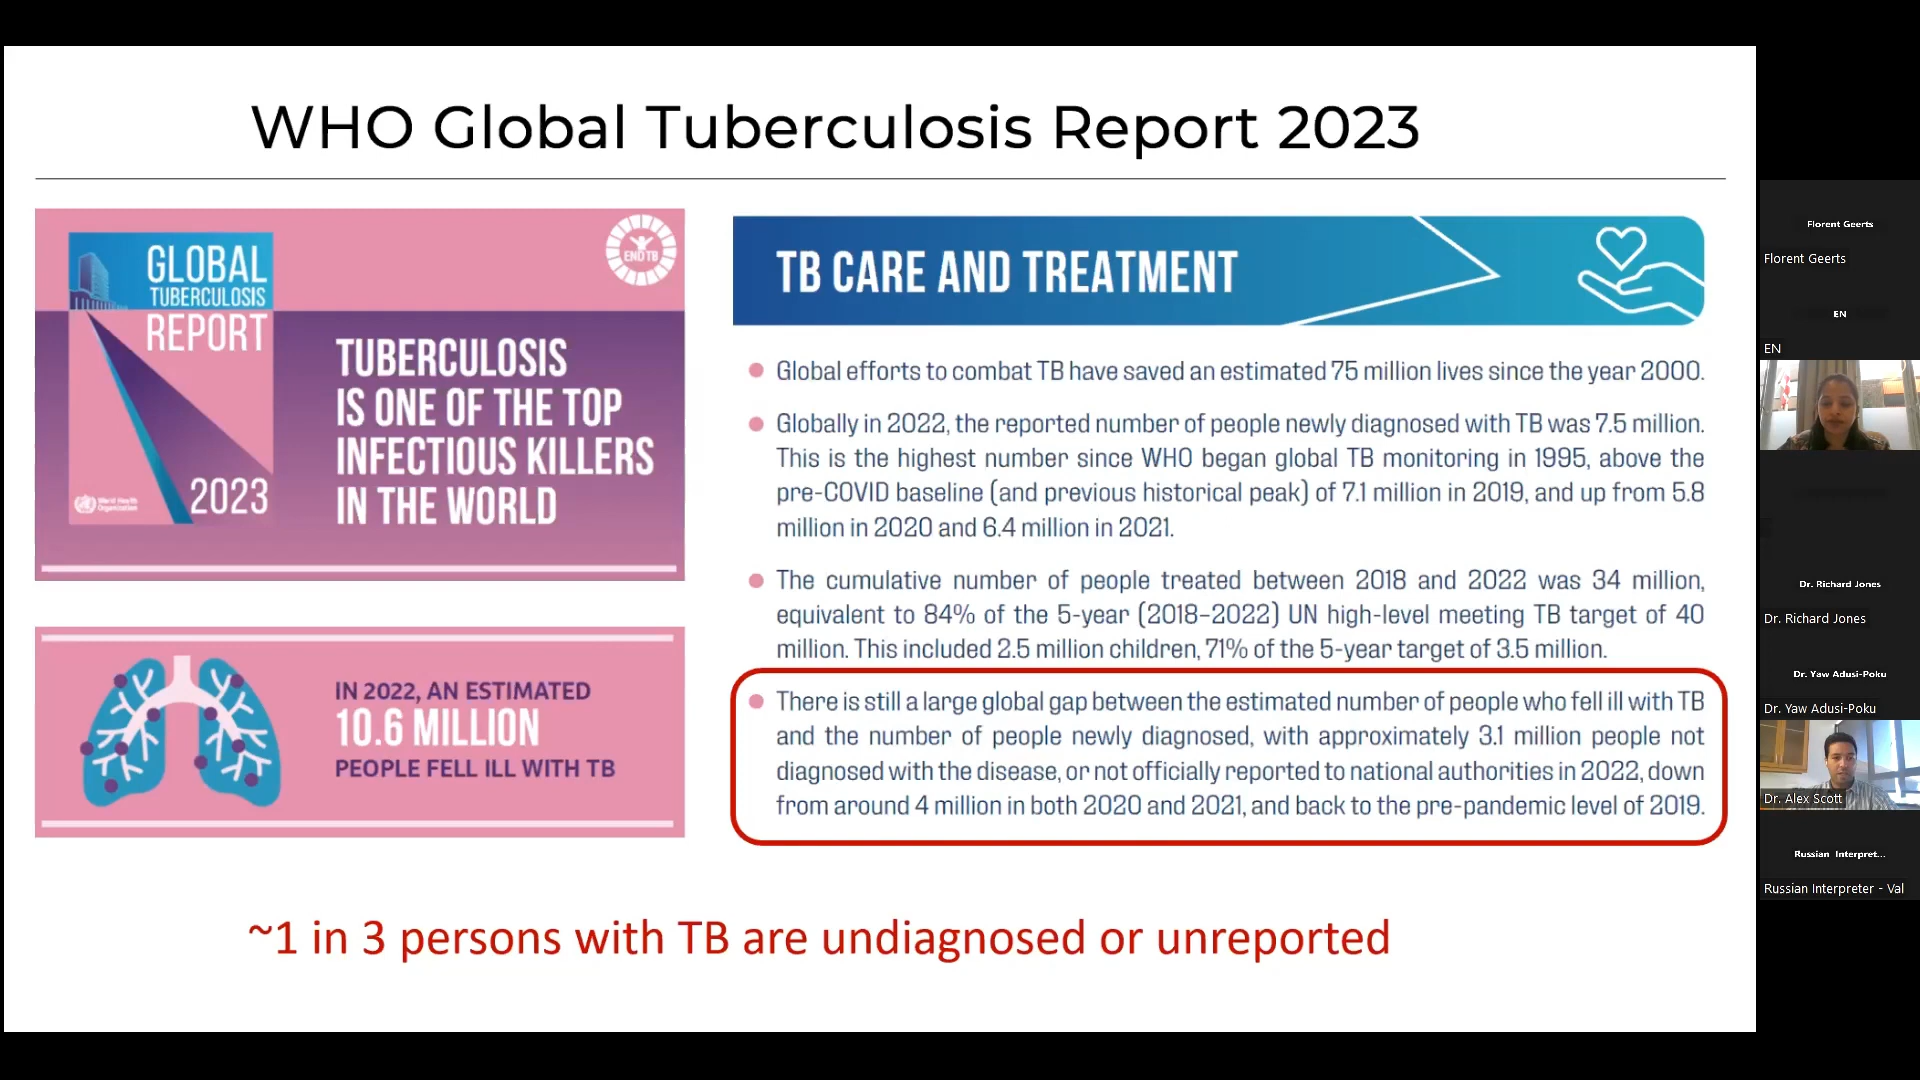 WHO Global Tuberculosis Report 2023
GLOBAL
TUBERCULOSIS
REPORT
2023
World Health
Organization
END TB
TUBERCULOSIS
IS ONE OF THE TOP
INFECTIOUS KILLERS
IN THE WORLD
IN 2022, AN ESTIMATED
10.6 MILLION
PEOPLE FELL ILL WITH TB
TB CARE AND TREATMENT
Global efforts to combat TB have saved an estimated 75 million lives since the year 2000.
Globally in 2022, the reported number of people newly diagnosed with TB was 7.5 million.
This is the highest number since WHO began global TB monitoring in 1995, above the
pre-COVID baseline (and previous historical peak) of 7.1 million in 2019, and up from 5.8
million in 2020 and 6.4 million in 2021.
The cumulative number of people treated between 2018 and 2022 was 34 million,
equivalent to 84% of the 5-year (2018–2022) UN high-level meeting TB target of 40
million. This included 2.5 million children, 71% of the 5-year target of 3.5 million.
There is still a large global gap between the estimated number of people who fell ill with TB
and the number of people newly diagnosed, with approximately 3.1 million people not
diagnosed with the disease, or not officially reported to national authorities in 2022, down
from around 4 million in both 2020 and 2021, and back to the pre-pandemic level of 2019.
~1 in 3 persons with TB are undiagnosed or unreported
Florent Geerts
Florent Geerts
EN
EN
Dr. Richard Jones
Dr. Richard Jones
Dr. Yaw Adusi-Poku
Dr. Yaw Adusi-Poku
Dr. Alex Scott
Russian Interpret...
Russian Interpreter - Val